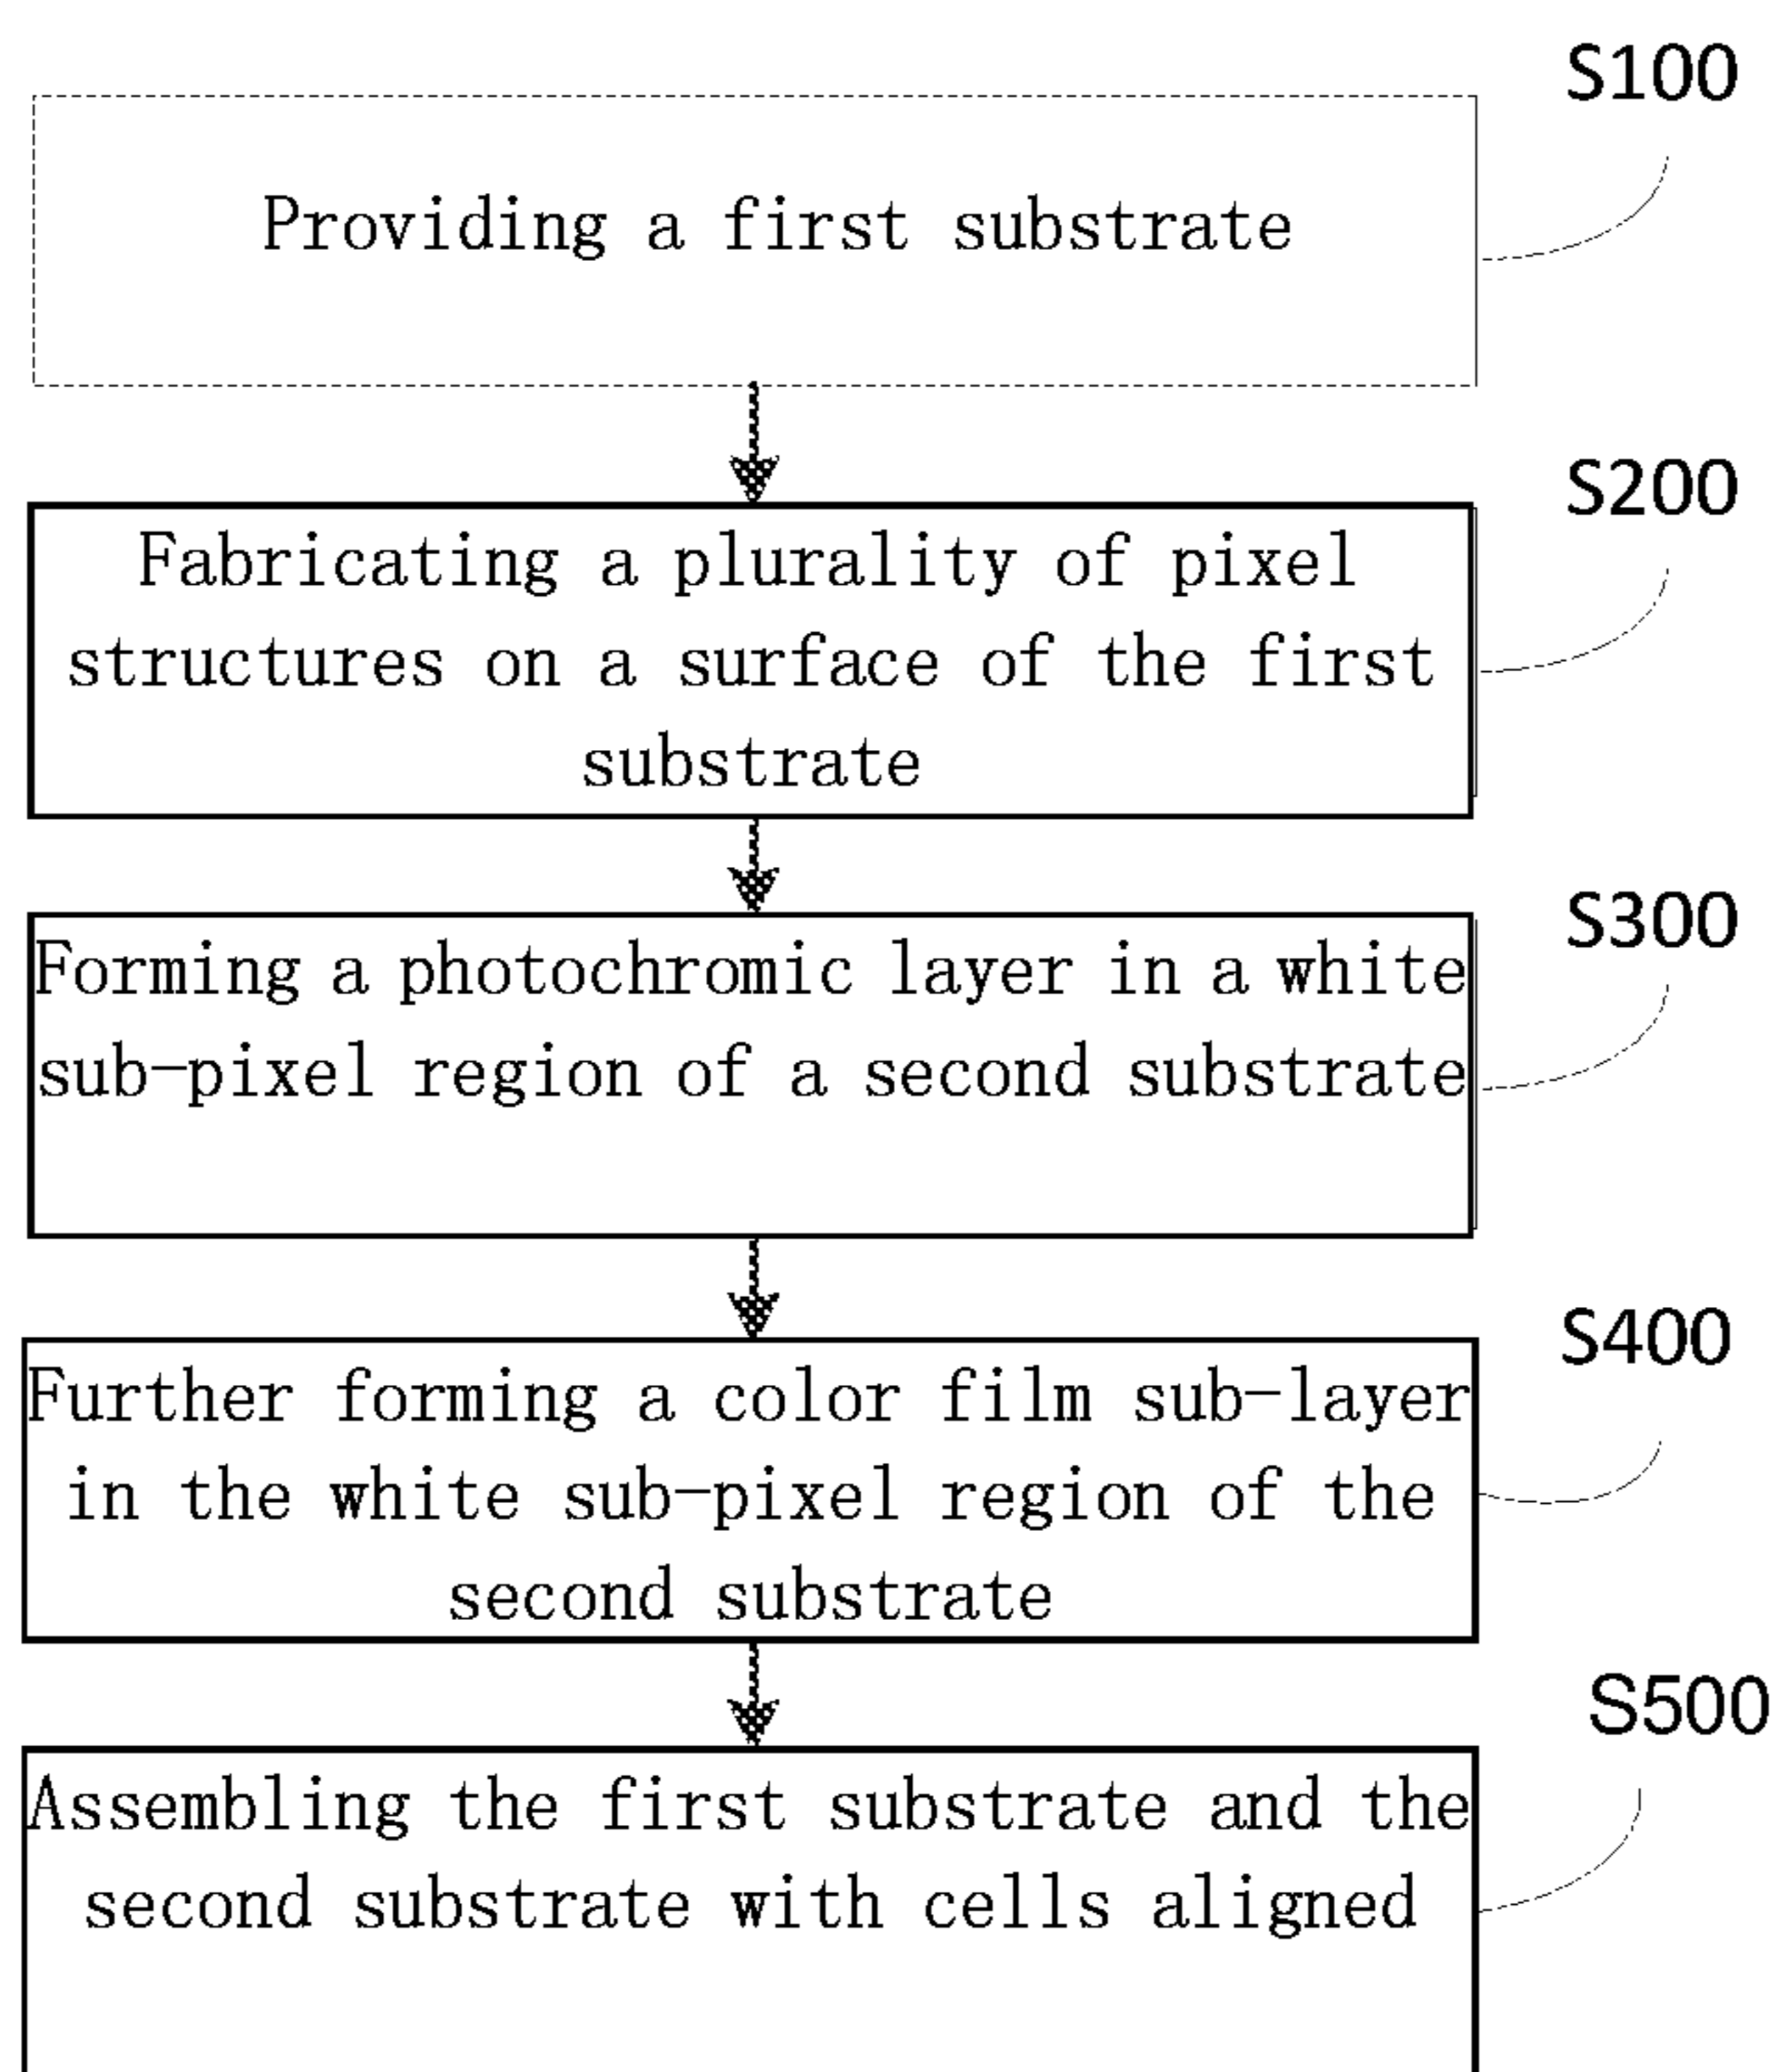 S100
Providing a first substrate
S200
Fabricating a plurality of pixel
structures on a surface of the first
substrate
S300
Forming a photochromic layer in a white
sub-pixel region of a second substrate
S400
Further forming a color film sub-layer
in the white sub-pixel region of the
second substrate
S500
Assembling the first substrate and the
second substrate with cells aligned